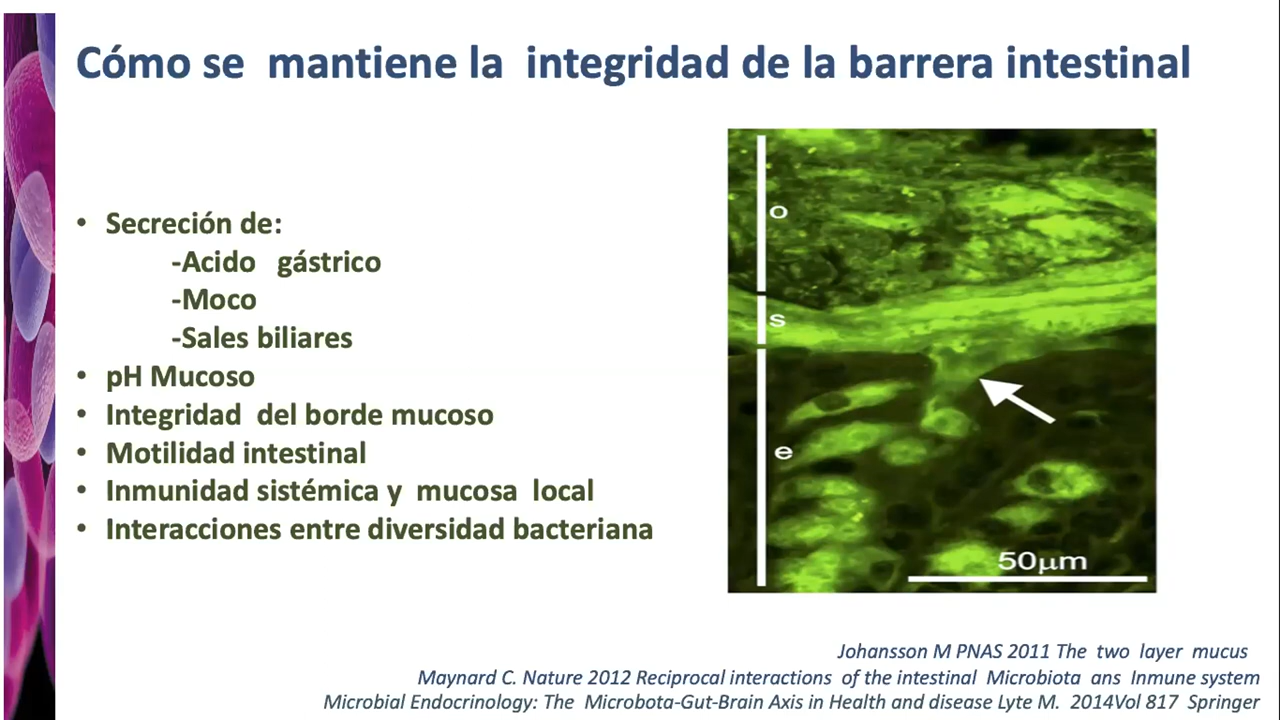 Cómo se mantiene la integridad de la barrera intestinal
• Secreción de:
-Acido gástrico
-Moco
-Sales biliares
• pH Mucoso
• Integridad del borde mucoso
• Motilidad intestinal
• Inmunidad sistémica y mucosa local
• Interacciones entre diversidad bacteriana
o
s
e
50μm
Johansson M PNAS 2011 The two layer mucus
Maynard C. Nature 2012 Reciprocal interactions of the intestinal Microbiota ans Inmune system
Microbial Endocrinology: The Microbota-Gut-Brain Axis in Health and disease Lyte M. 2014Vol 817 Springer